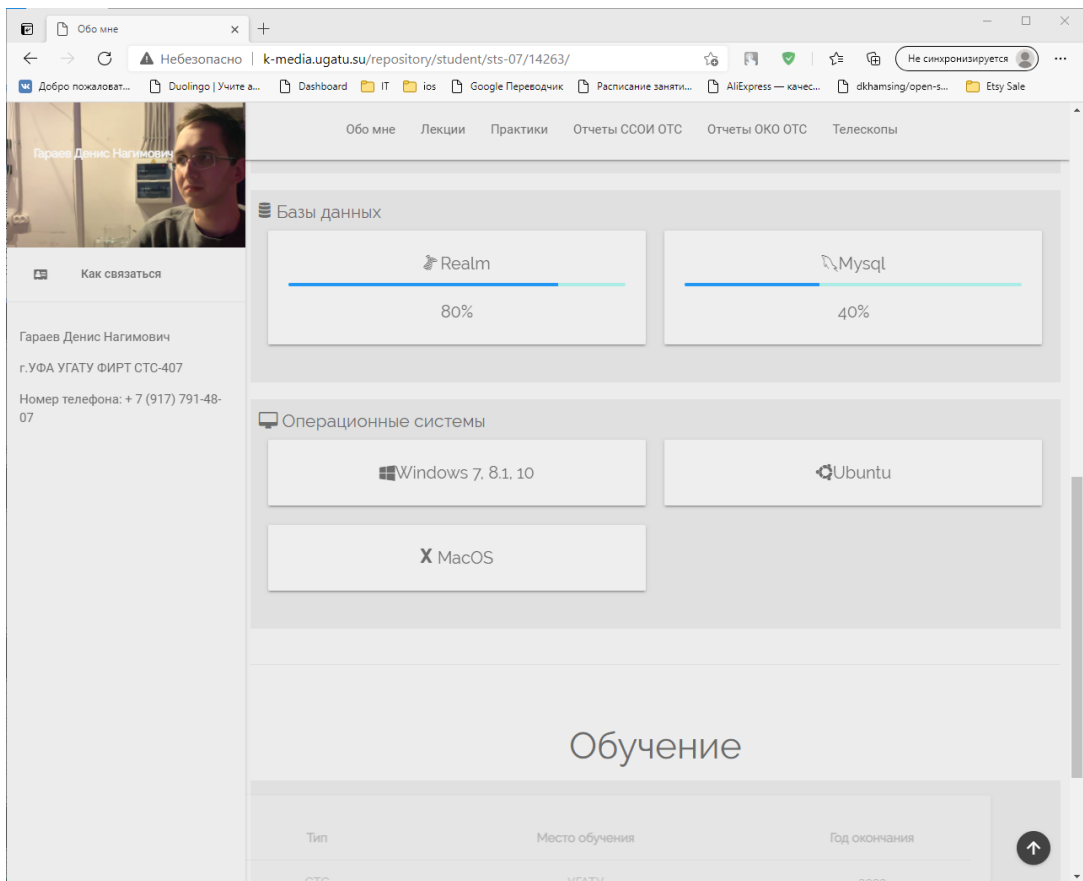 Обо мне
Небезопасно
k-media.ugatu.su/repository/student/sts-07/14263/
Не синхронизируется
Добро пожаловат...
Duolingo | Учите а...
Dashboard
IT
ios
Google Переводчик
Расписание заняти...
AliExpress — качес...
dkhamsing/open-s...
Etsy Sale
Обо мне
Лекции
Практики
Отчеты ССОИ ОТС
Отчеты ОКО ОТС
Телескопы
Гараев Денис Нагимович
Как связаться
Гараев Денис Нагимович
г.УФА УГАТУ ФИРТ СТС-407
Номер телефона: + 7 (917) 791-48-
07
Базы данных
Realm
80%
Mysql
40%
Операционные системы
Windows 7, 8.1, 10
Ubuntu
X MacOS
Обучение
Тип
Место обучения
Год окончания